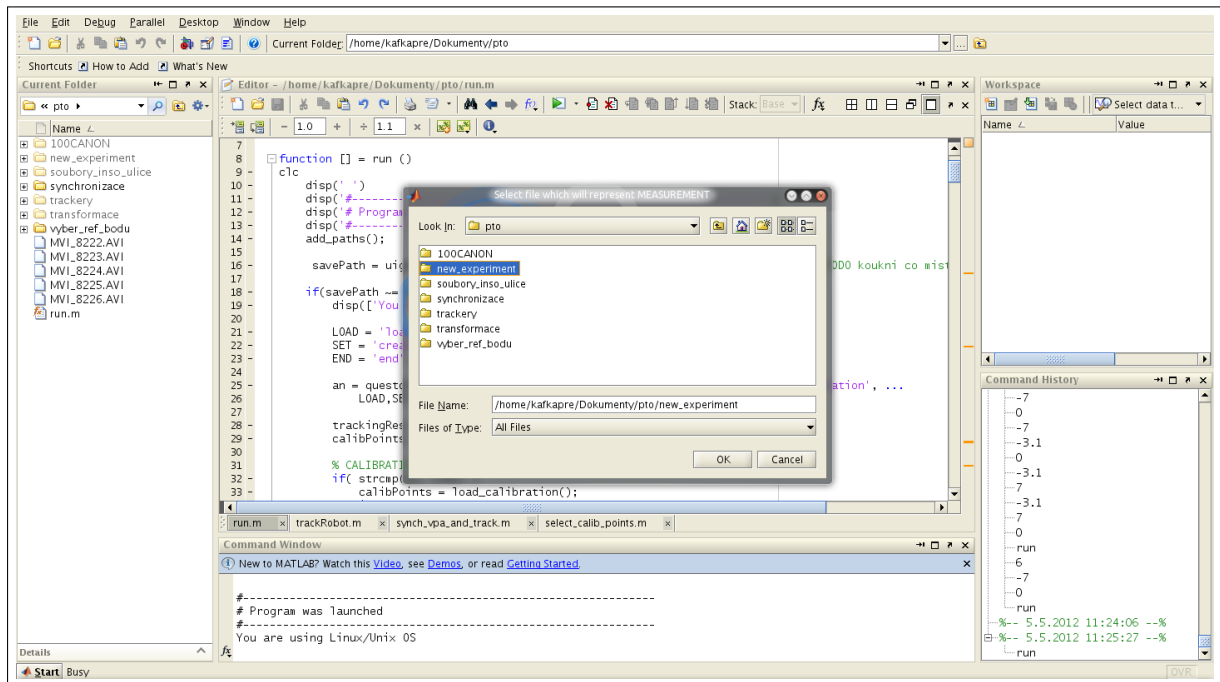 File Edit Debug Parallel Desktop Window Help
Current Folder: /home/kafkapre/Dokumenty/pto
Shortcuts How to Add What's New
Current Folder
« pto
Name
100CANON
new_experiment
soubory_inso_ulice
synchronizace
trackery
transformace
vyber_ref_bodu
MVI_8222.AVI
MVI_8223.AVI
MVI_8224.AVI
MVI_8225.AVI
MVI_8226.AVI
run.m
Details
Editor - /home/kafkapre/Dokumenty/pto/run.m
Stack: Base
fx
- 1.0 + ÷ 1.1 ×
7
8 function [] = run ()
9 - clc
10 - disp(' ')
11 - disp('#-------
12 - disp('# Program
13 - disp('#-------
14 - add_paths();
15
16 - savePath = uig ODO koukni co mist
17
18 - if(savePath ~=
19 - disp(['You
20
21 - LOAD = 'loa
22 - SET = 'crea
23 - END = 'end'
24
25 - an = questd ation', ...
26 LOAD,SE
27
28 - trackingRes
29 - calibPoints
30
31 % CALIBRATI
32 - if( strcmp(
33 - calibPoints = load_calibration();
run.m × trackRobot.m × synch_vpa_and_track.m × select_calib_points.m ×
Select file which will represent MEASUREMENT
Look In: pto
100CANON
new_experiment
soubory_inso_ulice
synchronizace
trackery
transformace
vyber_ref_bodu
File Name: /home/kafkapre/Dokumenty/pto/new_experiment
Files of Type: All Files
OK Cancel
Command Window
New to MATLAB? Watch this Video, see Demos, or read Getting Started.
#------------------------------------------------------------
# Program was launched
#------------------------------------------------------------
You are using Linux/Unix OS
fx
Workspace
Select data t...
Name Value
Command History
-7
0
-7
-3.1
0
-3.1
7
-3.1
7
0
run
6
-7
0
run
%-- 5.5.2012 11:24:06 --%
%-- 5.5.2012 11:25:27 --%
run
Start Busy
OVR